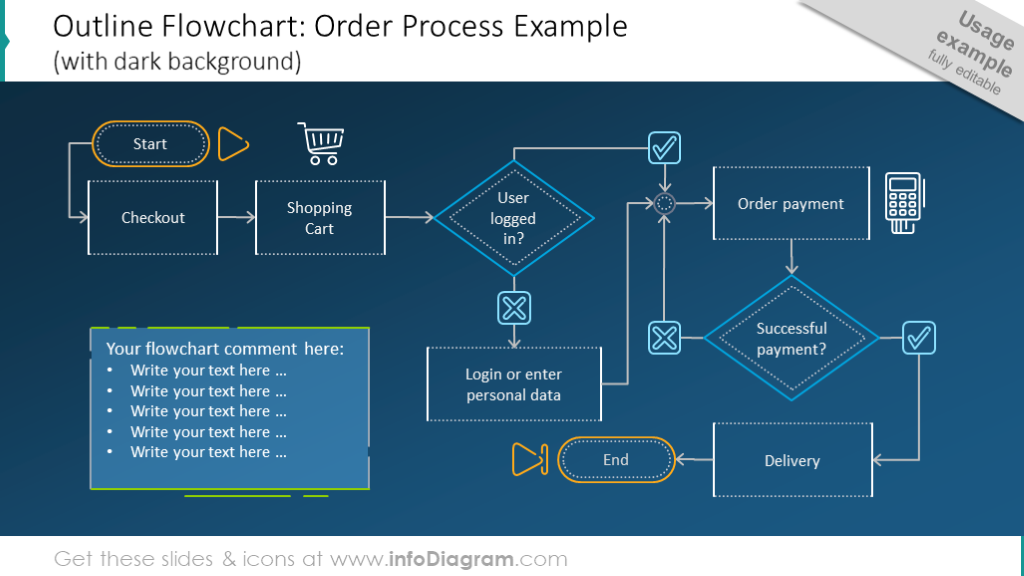 Outline Flowchart: Order Process Example
(with dark background)
Usage
example
fully editable
Start
Checkout
Shopping
Cart
User
logged
in?
Order payment
Successful
payment?
Login or enter
personal data
Delivery
End
Your flowchart comment here:
• Write your text here ...
• Write your text here ...
• Write your text here ...
• Write your text here ...
• Write your text here ...
Get these slides & icons at www.infoDiagram.com